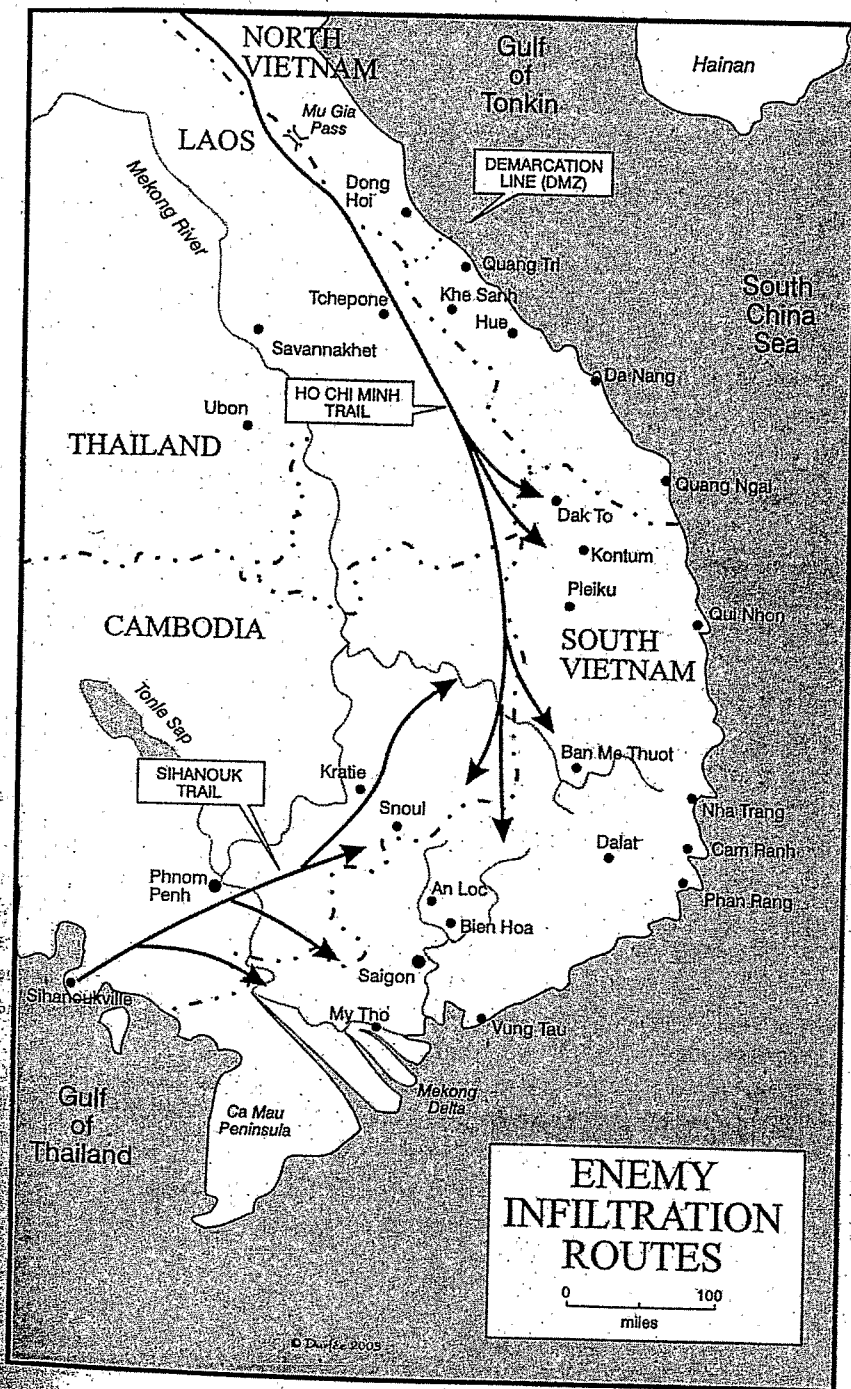 NORTH
VIETNAM
Gulf
of
Tonkin
Hainan
Mu Gia
Pass
LAOS
DEMARCATION
LINE (DMZ)
Mekong River
Dong
Hoi
Quang Tri
Tchepone
Khe Sanh
Hue
South
China
Sea
Savannakhet
Da Nang
HO CHI MINH
TRAIL
Ubon
THAILAND
Quang Ngai
Dak To
Kontum
Pleiku
CAMBODIA
Qui Nhon
SOUTH
VIETNAM
Tonle Sap
Ban Me Thuot
SIHANOUK
TRAIL
Kratie
Snoul
Nha Trang
Dalat
Cam Ranh
Phnom
Penh
An Loc
Phan Rang
Bien Hoa
Saigon
Sihanoukville
My Tho
Vung Tau
Mekong
Delta
Gulf
of
Thailand
Ca Mau
Peninsula
ENEMY
INFILTRATION
ROUTES
0 100
miles
© 2005